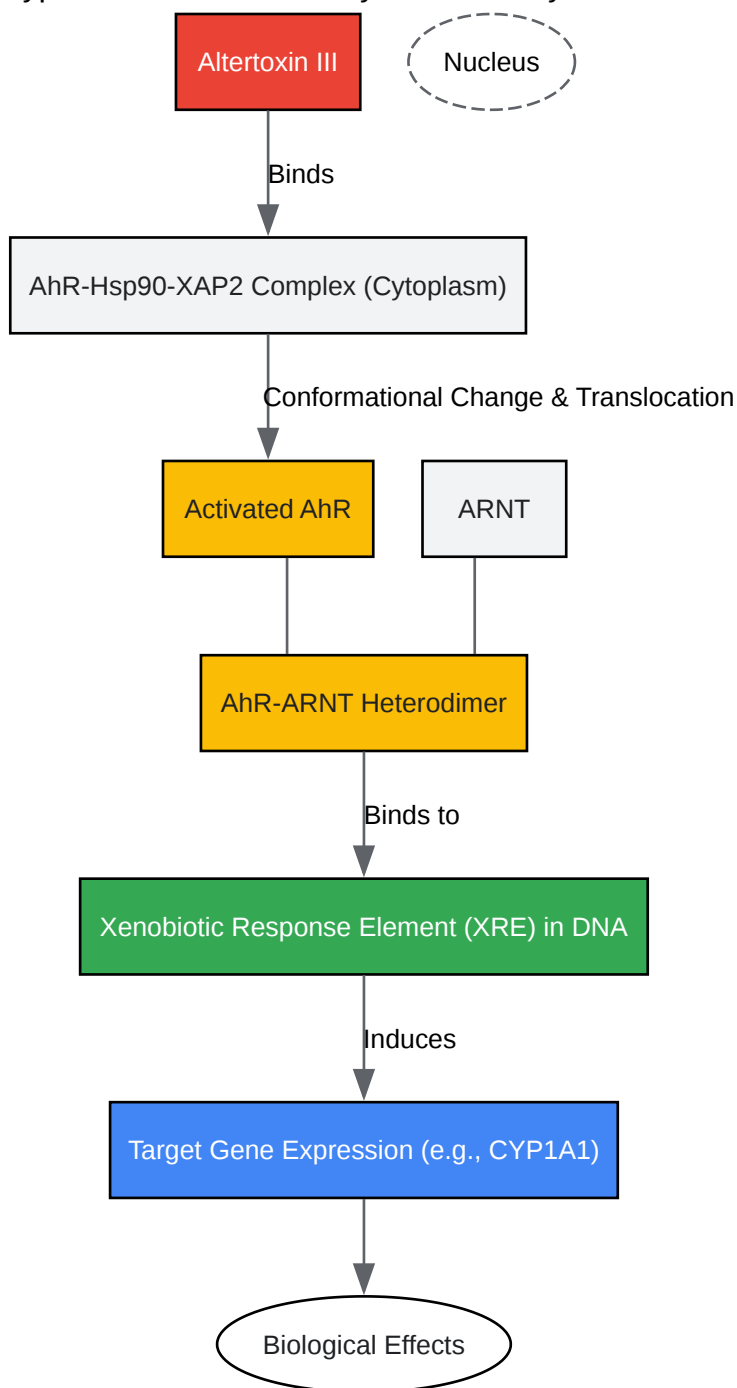 Altertoxin III
Nucleus
Binds
AhR-Hsp90-XAP2 Complex (Cytoplasm)
Conformational Change & Translocation
Activated AhR
ARNT
AhR-ARNT Heterodimer
Binds to
Xenobiotic Response Element (XRE) in DNA
Induces
Target Gene Expression (e.g., CYP1A1)
Biological Effects